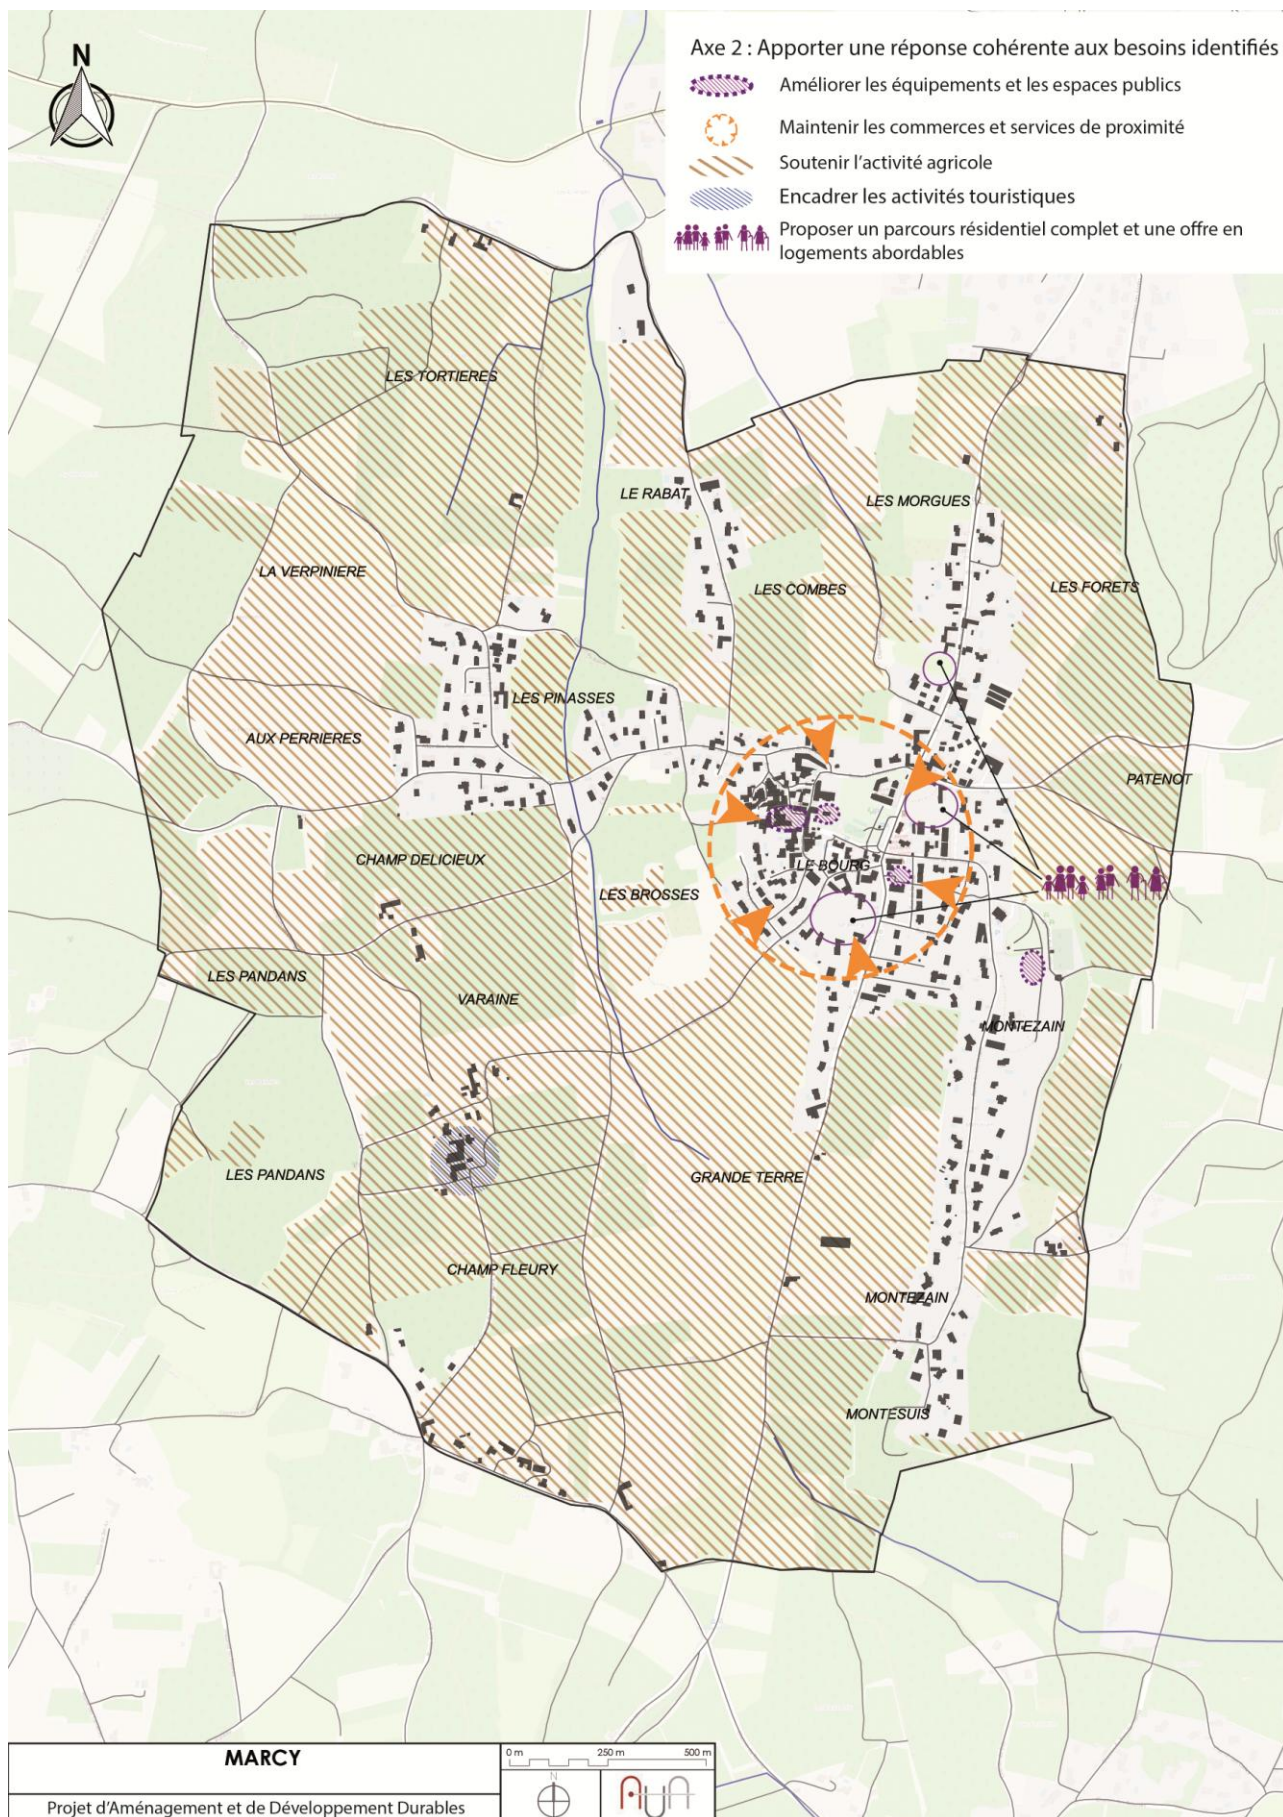 N
Axe 2 : Apporter une réponse cohérente aux besoins identifiés
Améliorer les équipements et les espaces publics
Maintenir les commerces et services de proximité
Soutenir l'activité agricole
Encadrer les activités touristiques
Proposer un parcours résidentiel complet et une offre en
logements abordables
LES TORTIERES
LE RABAT
LES MORGUES
LA VERPINIERE
LES COMBES
LES FORETS
LES PINASSES
AUX PERRIERES
PATENOT
CHAMP DELICIEUX
LE BOURG
LES BROSSES
LES PANDANS
VARAINE
MONTEZAIN
LES PANDANS
GRANDE TERRE
CHAMP FLEURY
MONTEZAIN
MONTESUIS
MARCY
0 m 250 m 500 m
N
AUA
Projet d'Aménagement et de Développement Durables